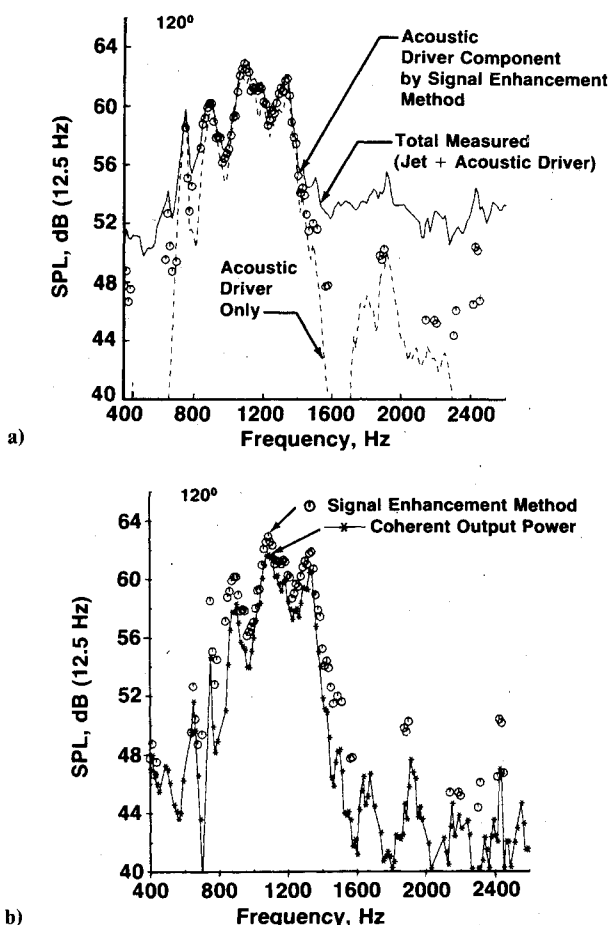 120⁰
64
60
56
52
48
44
40
SPL, dB (12.5 Hz)
Acoustic
Driver Component
by Signal Enhancement
Method
Total Measured
(Jet + Acoustic Driver)
Acoustic
Driver
Only
400
800
1200
1600
2000
2400
Frequency, Hz
a)
120⁰
64
60
56
52
48
44
40
SPL, dB (12.5 Hz)
Signal Enhancement Method
Coherent Output Power
400
800
1200
1600
2000
2400
Frequency, Hz
b)